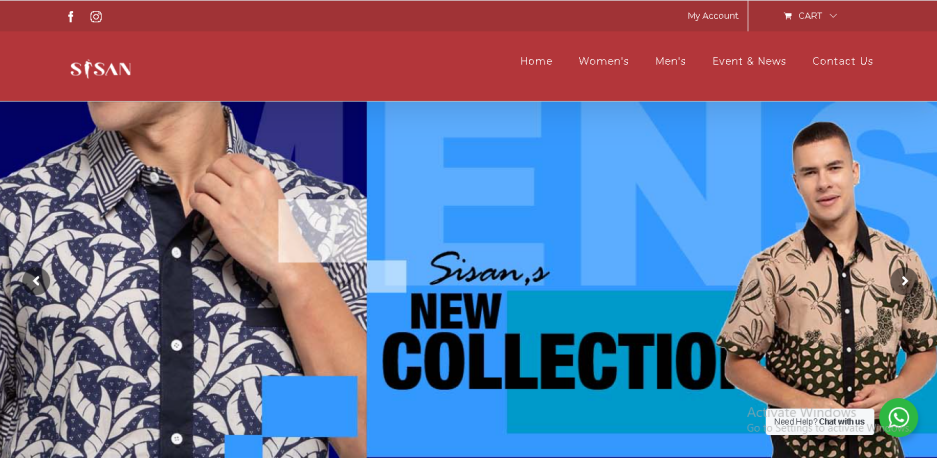 My Account
CART
SISAN
Home
Women's
Men's
Event & News
Contact Us
MENS
Sisan,s
NEW
COLLECTION
Activate Windows
Go to Settings to activate Windows.
Need Help? Chat with us